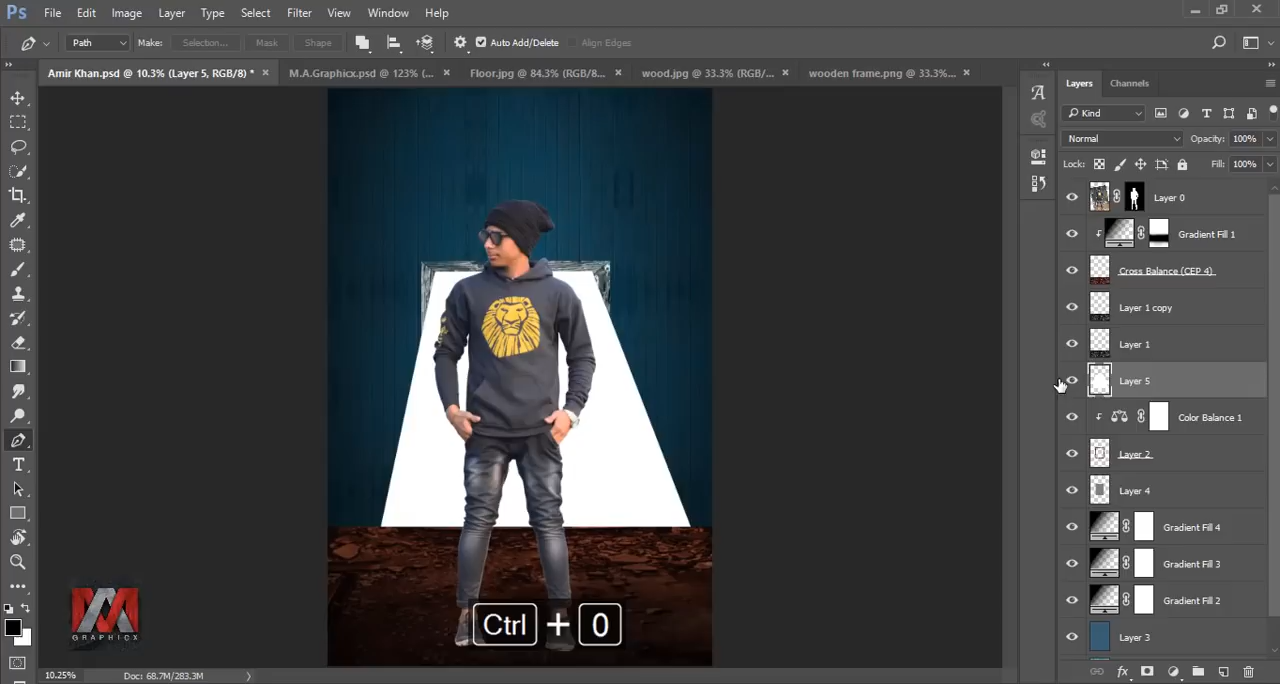 Ps File Edit Image Layer Type Select Filter View Window Help
Path Make: Selection... Mask Shape Auto Add/Delete Align Edges
Amir Khan.psd @ 10.3% (Layer 5, RGB/8) * × M.A.Graphicx.psd @ 123% (... × Floor.jpg @ 84.3% (RGB/8... × wood.jpg @ 33.3% (RGB/... × wooden frame.png @ 33.3%... ×
Layers Channels
Kind
Normal Opacity: 100%
Lock: Fill: 100%
Layer 0
Gradient Fill 1
Cross Balance (CEP 4)
Layer 1 copy
Layer 1
Layer 5
Color Balance 1
Layer 2
Layer 4
Gradient Fill 4
Gradient Fill 3
Gradient Fill 2
Layer 3
Ctrl + 0
GRAPHICX
10.25% Doc: 68.7M/283.3M